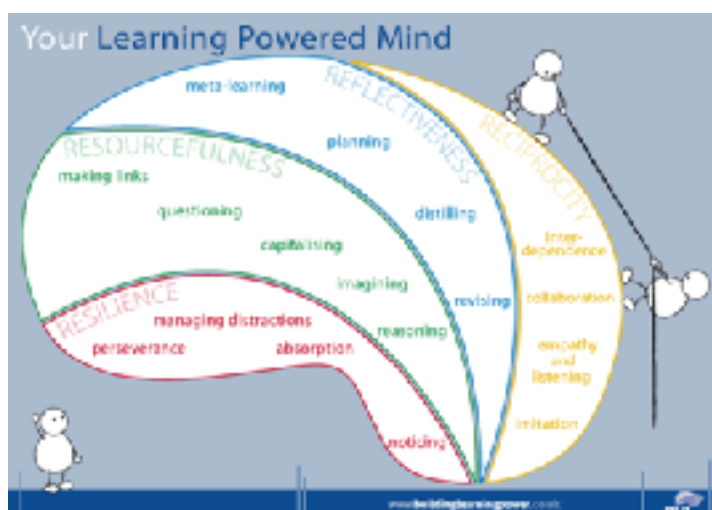 Your Learning Powered Mind
meta-learning
REFLECTIVENESS
planning
distilling
revising
RECIPROCITY
inter-
dependence
collaboration
empathy
and
listening
imitation
RESOURCEFULNESS
making links
questioning
capitalising
imagining
reasoning
RESILIENCE
managing distractions
perseverance
absorption
noticing
www.buildinglearningpower.co.uk